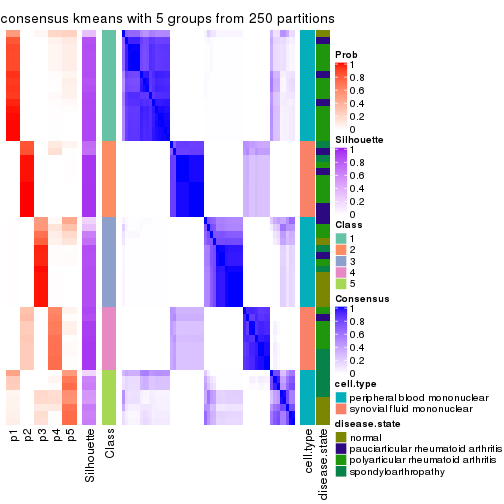 consensus kmeans with 5 groups from 250 partitions
Prob
1
0.8
0.6
0.4
0.2
0
Silhouette
1
0.8
0.6
0.4
0.2
0
Class
1
2
3
4
5
Consensus
1
0.8
0.6
0.4
0.2
0
cell.type
peripheral blood mononuclear
synovial fluid mononuclear
disease.state
normal
pauciarticular rheumatoid arthritis
polyarticular rheumatoid arthritis
spondyloarthropathy
p1
p2
p3
p4
p5
Silhouette
Class
cell.type
disease.state